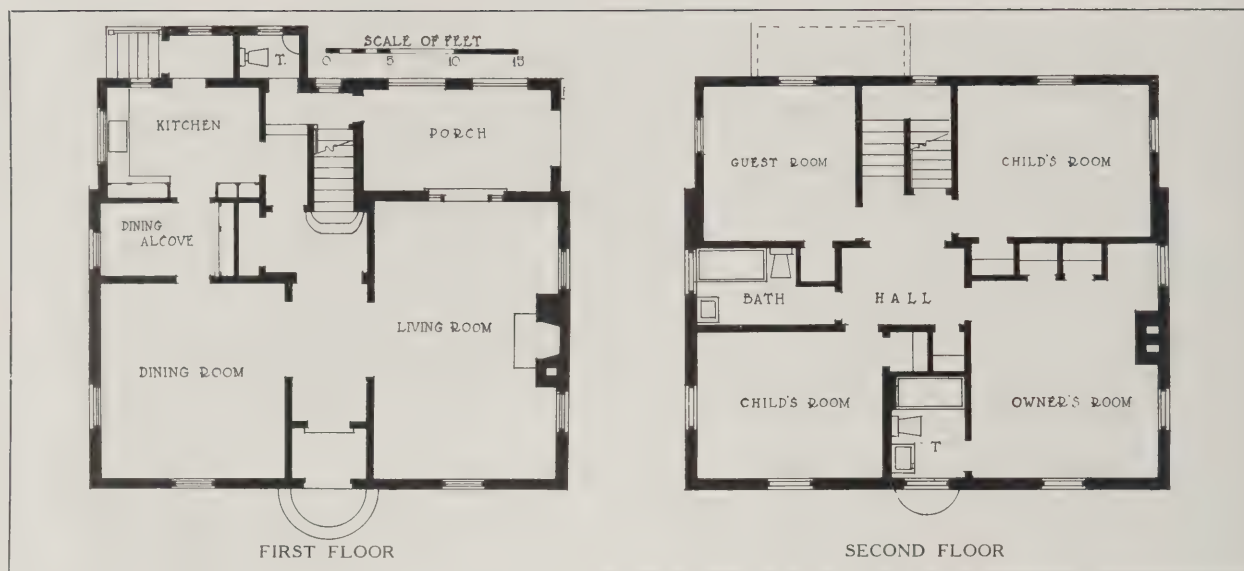 SCALE OF FEET
0 5 10 15
T.
KITCHEN
PORCH
DINING
ALCOVE
LIVING ROOM
DINING ROOM
FIRST FLOOR
GUEST ROOM
CHILD'S ROOM
BATH
HALL
CHILD'S ROOM
OWNER'S ROOM
T
SECOND FLOOR